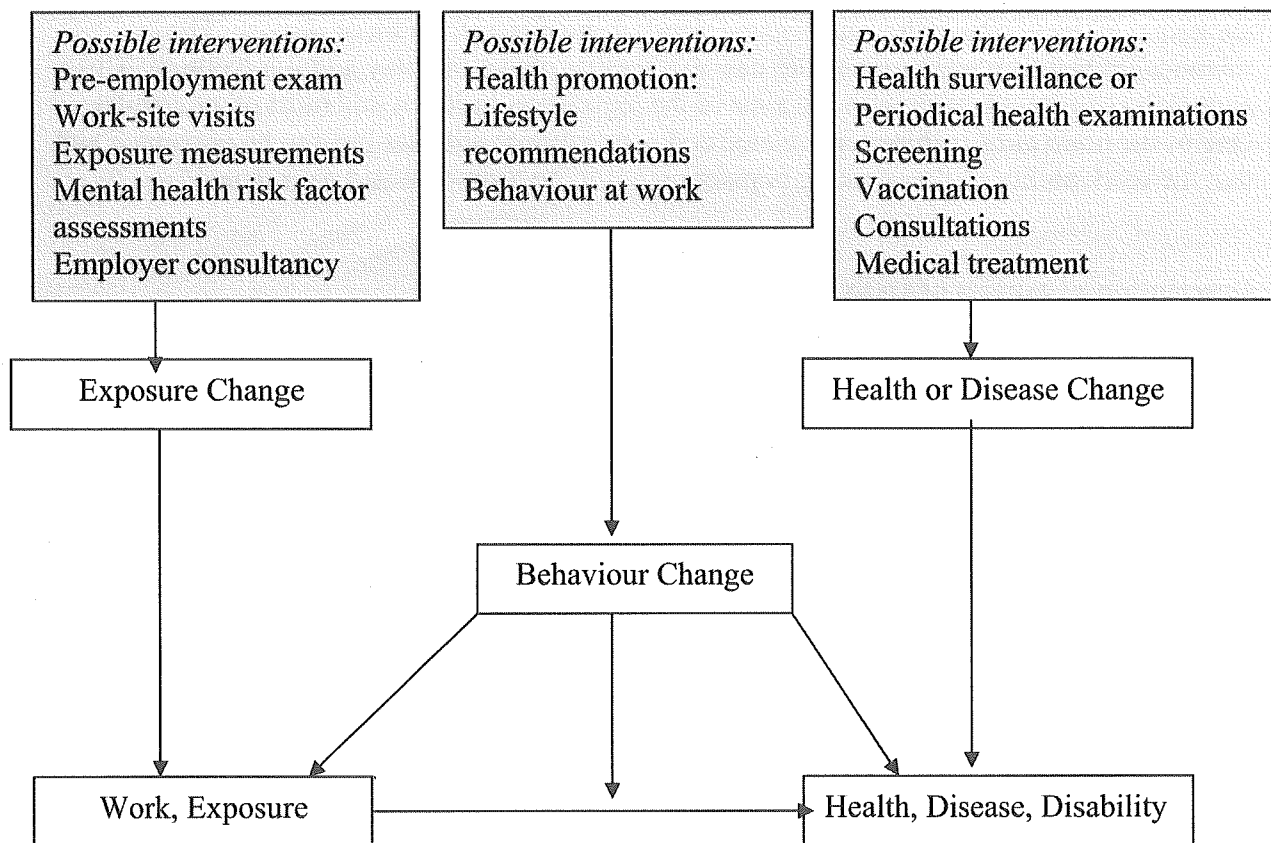 Possible interventions:
Pre-employment exam
Work-site visits
Exposure measurements
Mental health risk factor
assessments
Employer consultancy
Possible interventions:
Health promotion:
Lifestyle
recommendations
Behaviour at work
Possible interventions:
Health surveillance or
Periodical health examinations
Screening
Vaccination
Consultations
Medical treatment
Exposure Change
Health or Disease Change
Behaviour Change
Work, Exposure
Health, Disease, Disability